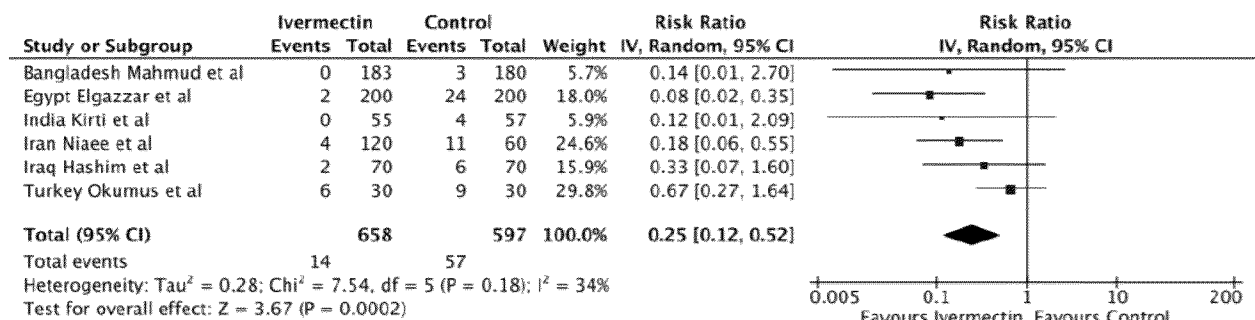 Ivermectin Control Risk Ratio Risk Ratio
Study or Subgroup Events Total Events Total Weight IV, Random, 95% CI IV, Random, 95% CI
Bangladesh Mahmud et al 0 183 3 180 5.7% 0.14 [0.01, 2.70]
Egypt Elgazzar et al 2 200 24 200 18.0% 0.08 [0.02, 0.35]
India Kirti et al 0 55 4 57 5.9% 0.12 [0.01, 2.09]
Iran Niaee et al 4 120 11 60 24.6% 0.18 [0.06, 0.55]
Iraq Hashim et al 2 70 6 70 15.9% 0.33 [0.07, 1.60]
Turkey Okumus et al 6 30 9 30 29.8% 0.67 [0.27, 1.64]
Total (95% CI) 658 597 100.0% 0.25 [0.12, 0.52]
Total events 14 57
Heterogeneity: Tau² = 0.28; Chi² = 7.54, df = 5 (P = 0.18); I² = 34%
Test for overall effect: Z = 3.67 (P = 0.0002)
0.005 0.1 1 10 200
Favours Ivermectin Favours Control